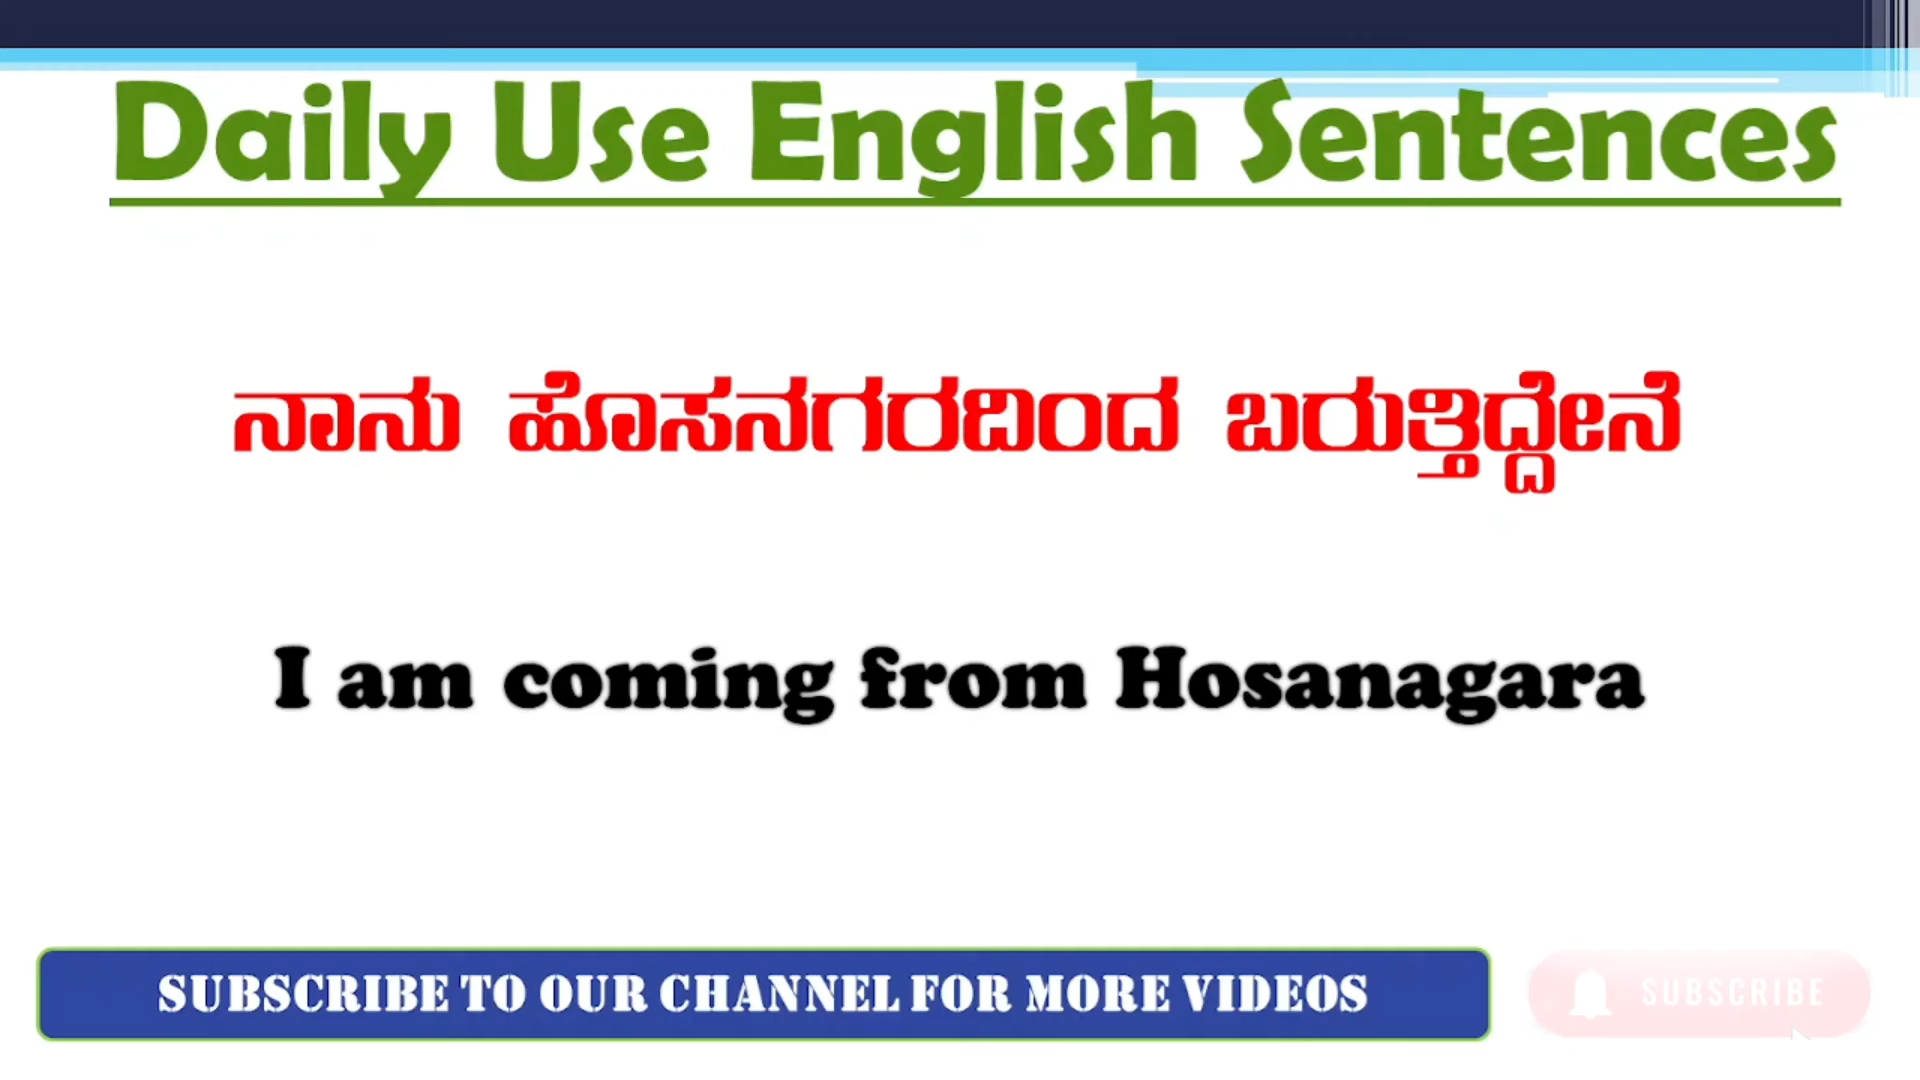 Daily Use English Sentences
ನಾನು ಹೊಸನಗರದಿಂದ ಬರುತ್ತಿದ್ದೇನೆ
I am coming from Hosanagara
SUBSCRIBE TO OUR CHANNEL FOR MORE VIDEOS
SUBSCRIBE